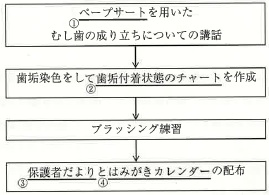 ペープサートを用いた
①
むし歯の成り立ちについての講話
歯垢染色をして歯垢付着状態のチャートを作成
②
ブラッシング練習
保護者だよりとはみがきカレンダーの配布
③ ④